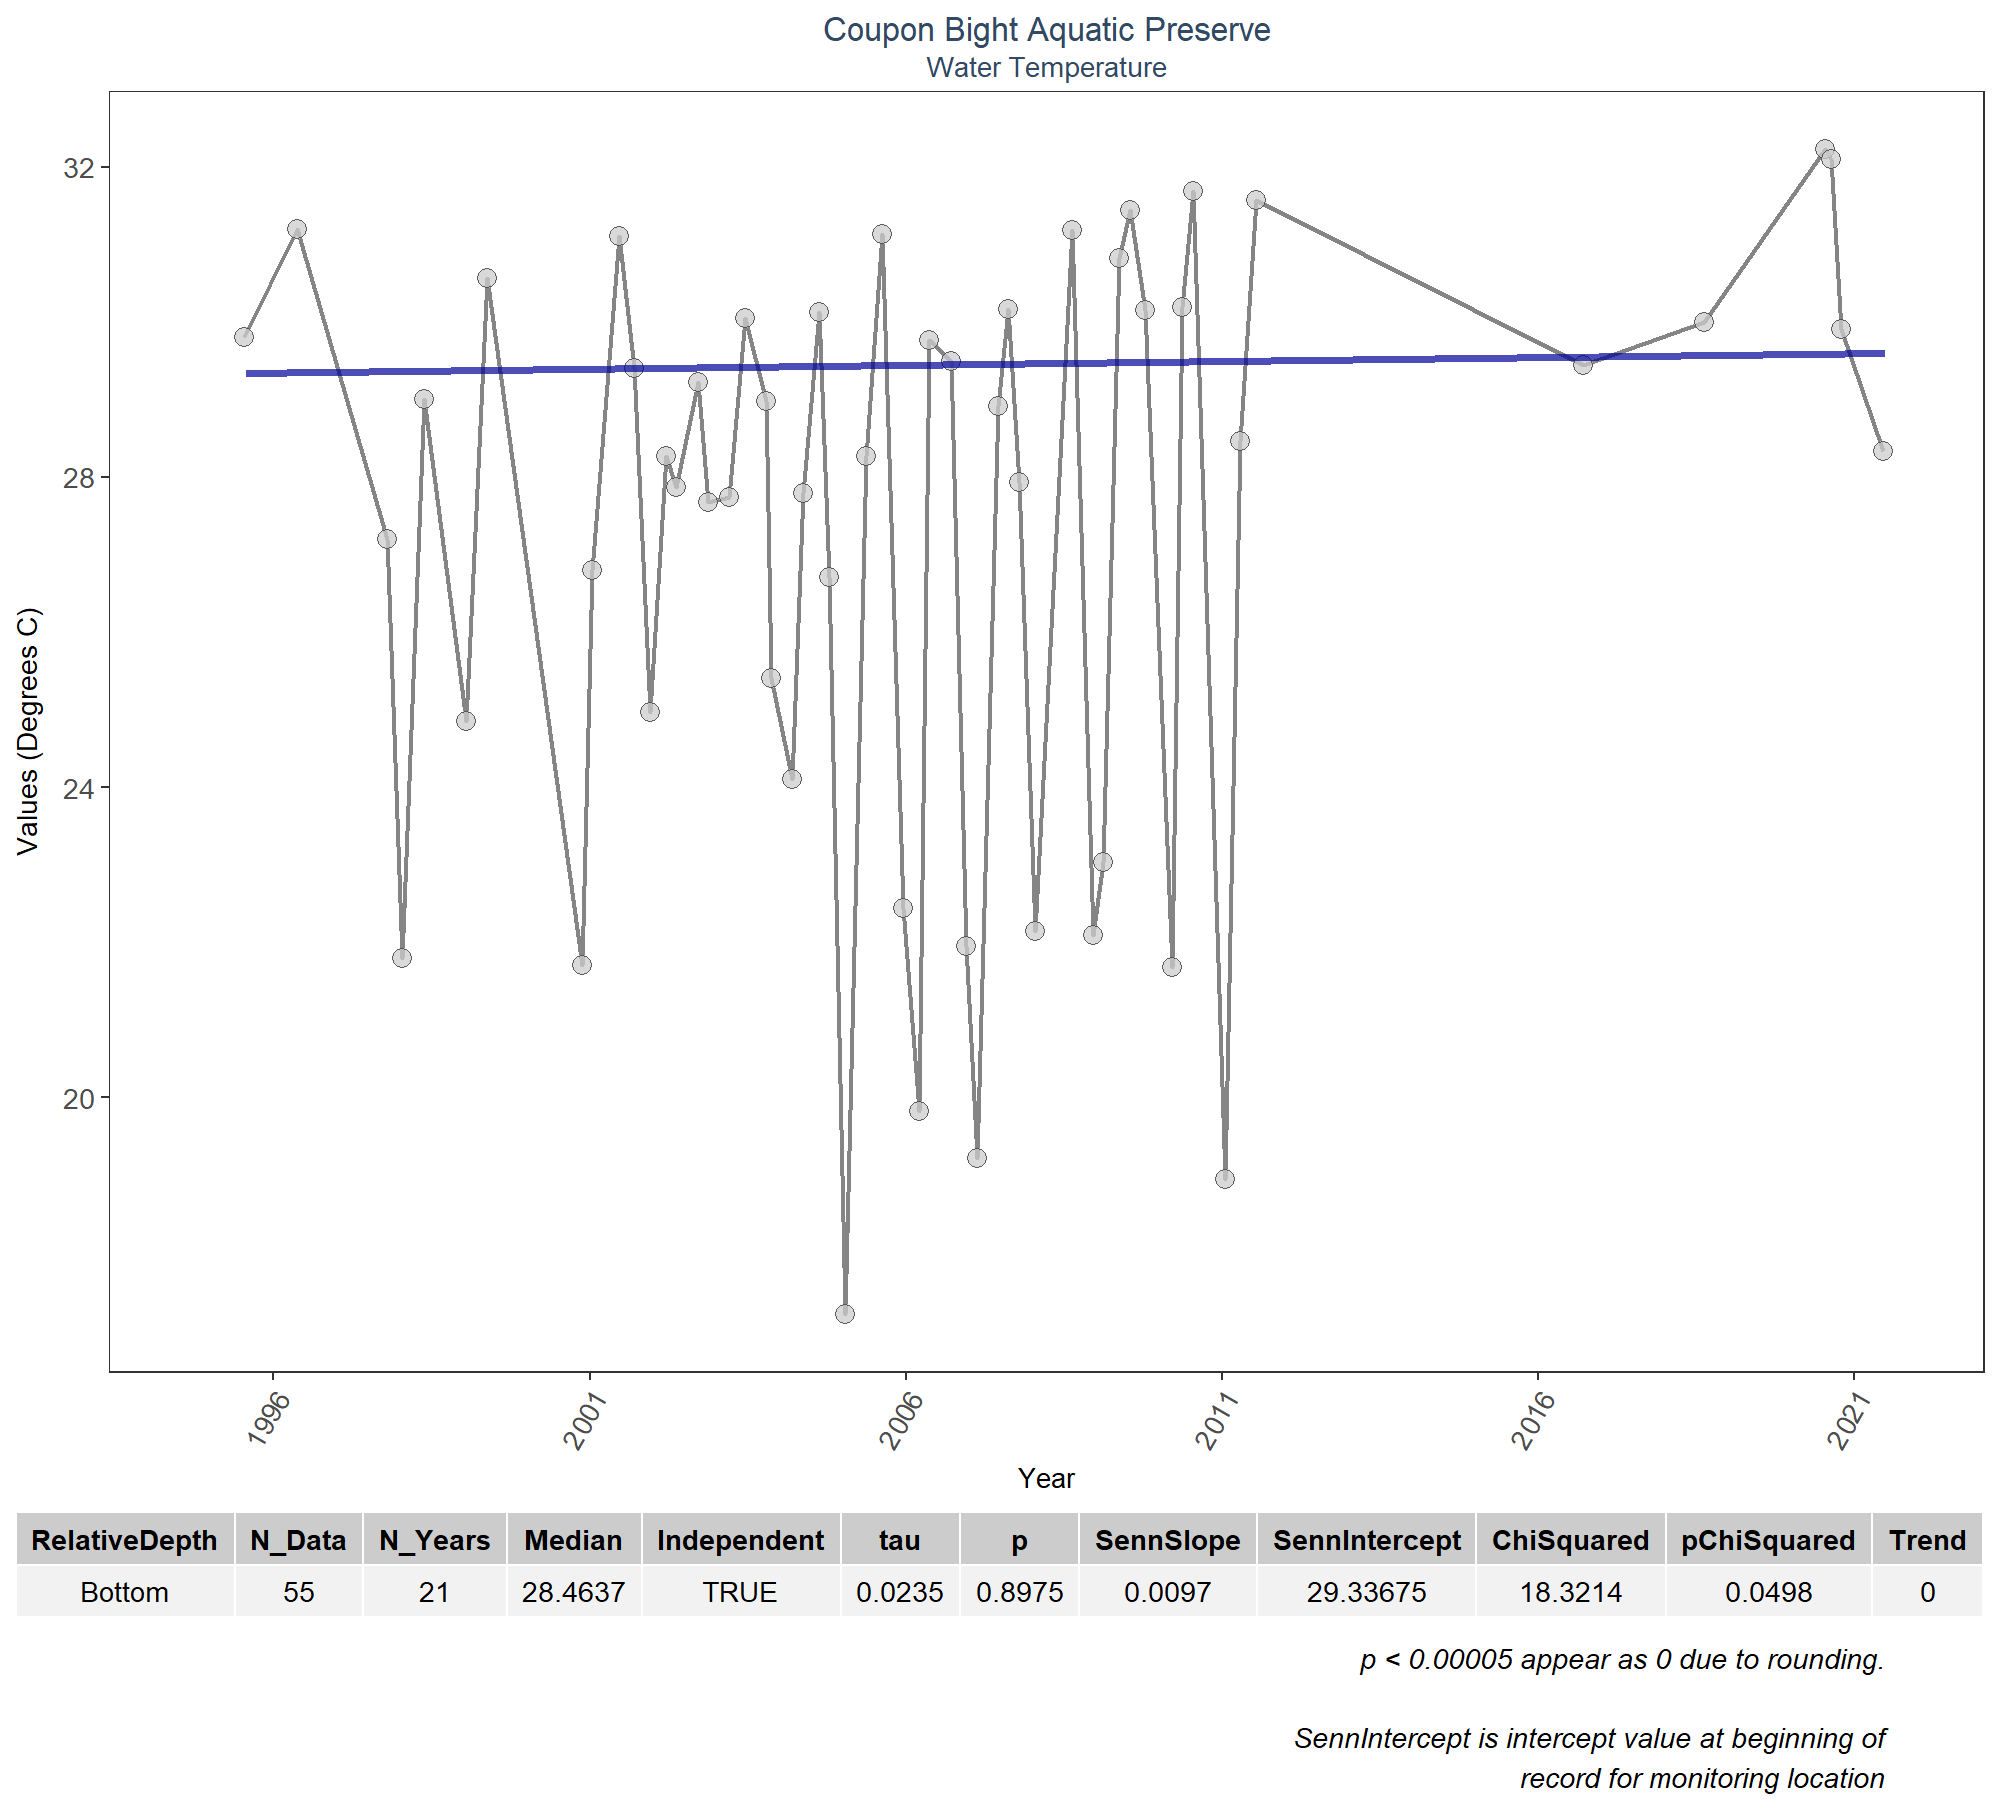 Coupon Bight Aquatic Preserve
Water Temperature
Values (Degrees C)
32
28
24
20
1996 2001 2006 2011 2016 2021
Year
RelativeDepth N_Data N_Years Median Independent tau p SennSlope SennIntercept ChiSquared pChiSquared Trend
Bottom 55 21 28.4637 TRUE 0.0235 0.8975 0.0097 29.33675 18.3214 0.0498 0
p < 0.00005 appear as 0 due to rounding.
SennIntercept is intercept value at beginning of
record for monitoring location